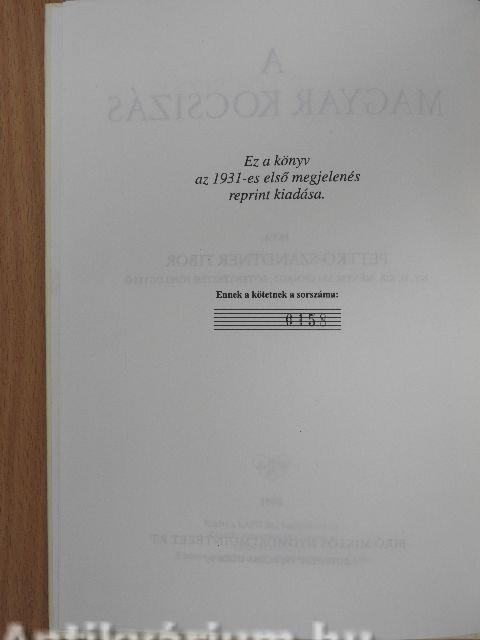 A
MAGYAR KOCSIZÁS
Ez a könyv
az 1931-es első megjelenés
reprint kiadása.
ÍRTA:
PETTKÓ-SZANDTNER TIBOR
Ennek a kötetnek a sorszáma:
0158
Antikvárium.hu